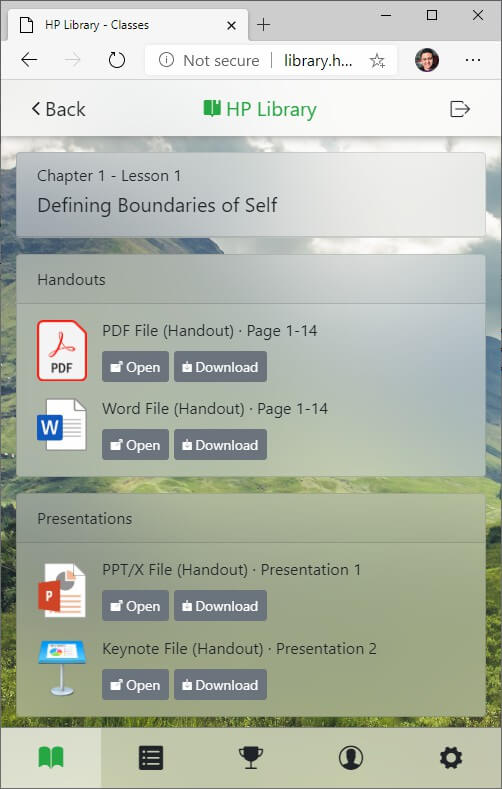 HP Library - Classes
Not secure
library.h...
Back
HP Library
Chapter 1 - Lesson 1
Defining Boundaries of Self
Handouts
PDF
PDF File (Handout) · Page 1-14
Open
Download
W
Word File (Handout) · Page 1-14
Open
Download
Presentations
P
PPT/X File (Handout) · Presentation 1
Open
Download
Keynote File (Handout) · Presentation 2
Open
Download